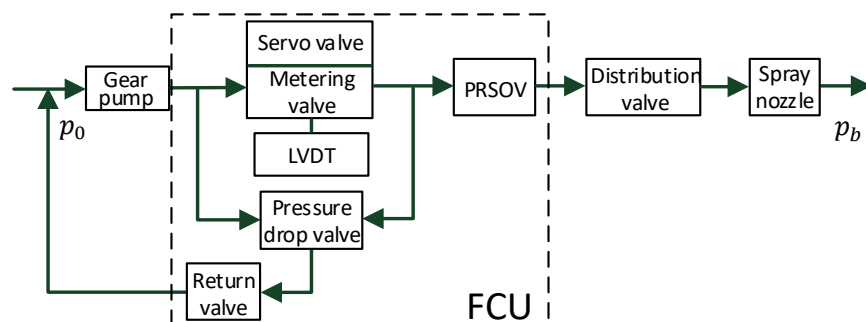 Servo valve
Gear
pump
Metering
valve
PRSOV
Distribution
valve
Spray
nozzle
p₀
p_b
LVDT
Pressure
drop valve
Return
valve
FCU